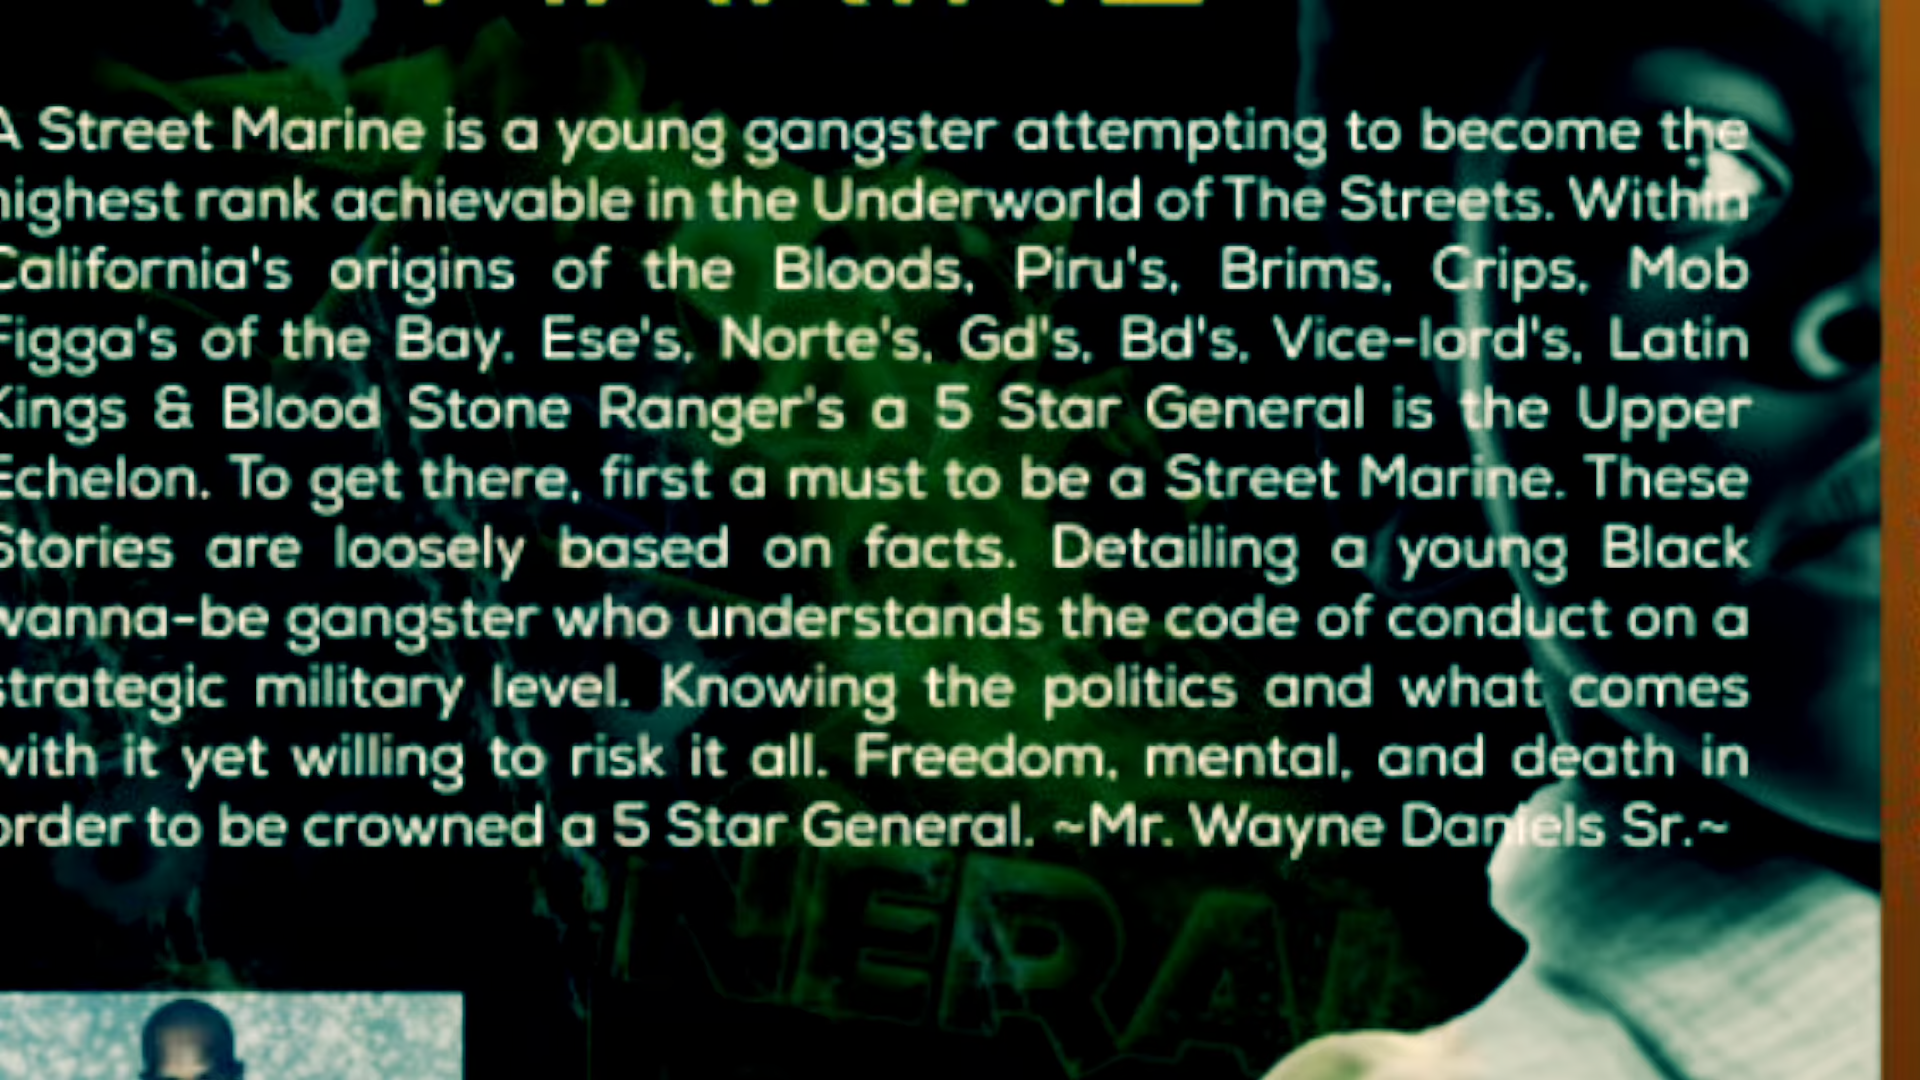 A Street Marine is a young gangster attempting to become the
highest rank achievable in the Underworld of The Streets. Within
California's origins of the Bloods, Piru's, Brims, Crips, Mob
Figga's of the Bay, Ese's, Norte's, Gd's, Bd's, Vice-lord's, Latin
Kings & Blood Stone Ranger's a 5 Star General is the Upper
Echelon. To get there, first a must to be a Street Marine. These
Stories are loosely based on facts. Detailing a young Black
wanna-be gangster who understands the code of conduct on a
strategic military level. Knowing the politics and what comes
with it yet willing to risk it all. Freedom, mental, and death in
order to be crowned a 5 Star General. ~Mr. Wayne Daniels Sr.~
NERAL